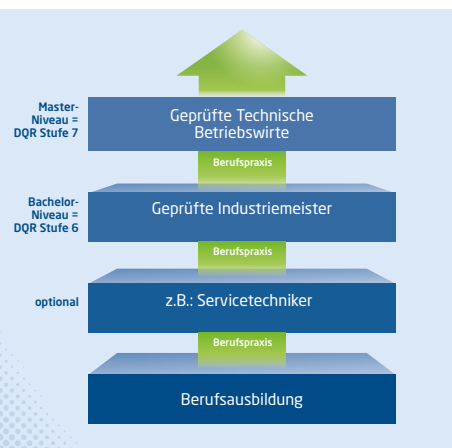 Master-
Niveau =
DQR Stufe 7
Geprüfte Technische
Betriebswirte
Berufspraxis
Bachelor-
Niveau =
DQR Stufe 6
Geprüfte Industriemeister
Berufspraxis
optional
z.B.: Servicetechniker
Berufspraxis
Berufsausbildung